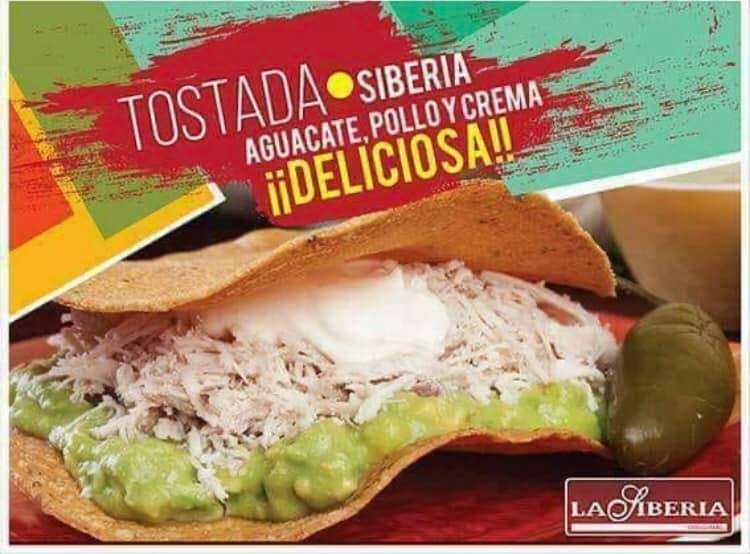 TOSTADA
SIBERIA
AGUACATE, POLLO Y CREMA
¡¡DELICIOSA!!
LA SIBERIA